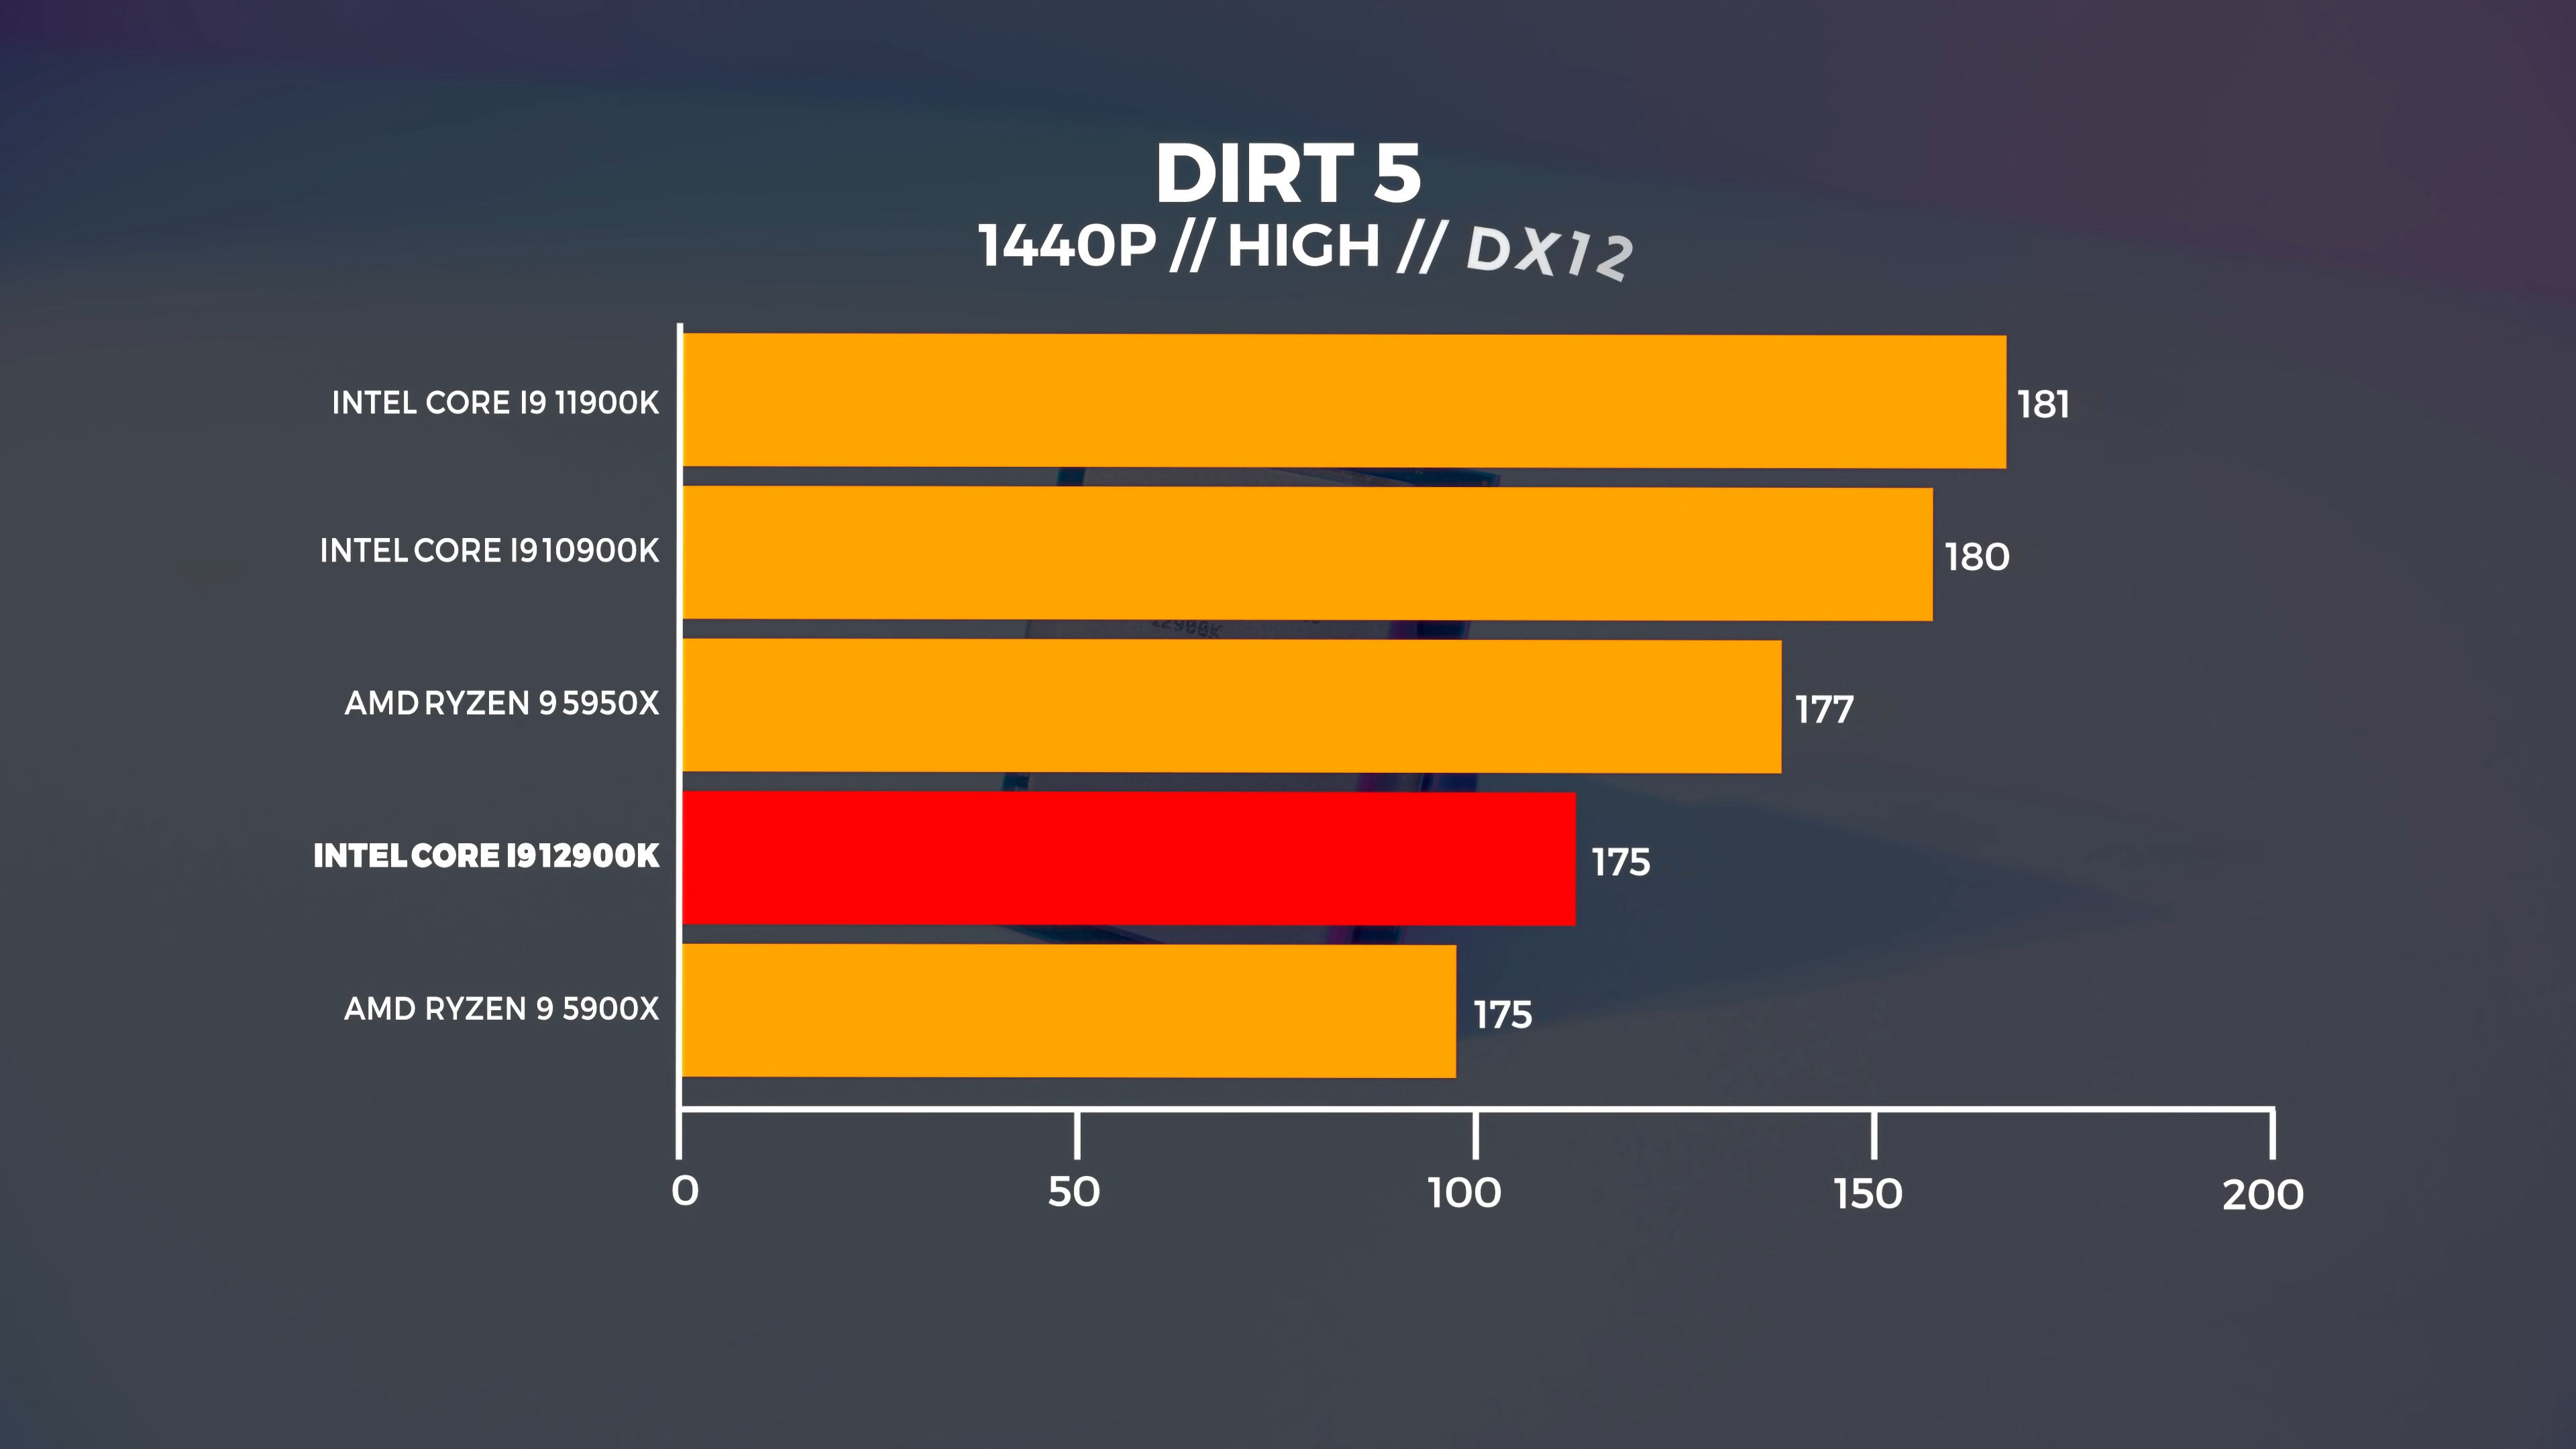 DIRT 5
1440P // HIGH // DX12
INTEL CORE I9 11900K 181
INTEL CORE I9 10900K 180
12900K
AMD RYZEN 9 5950X 177
INTEL CORE I9 12900K 175
AMD RYZEN 9 5900X 175
0 50 100 150 200